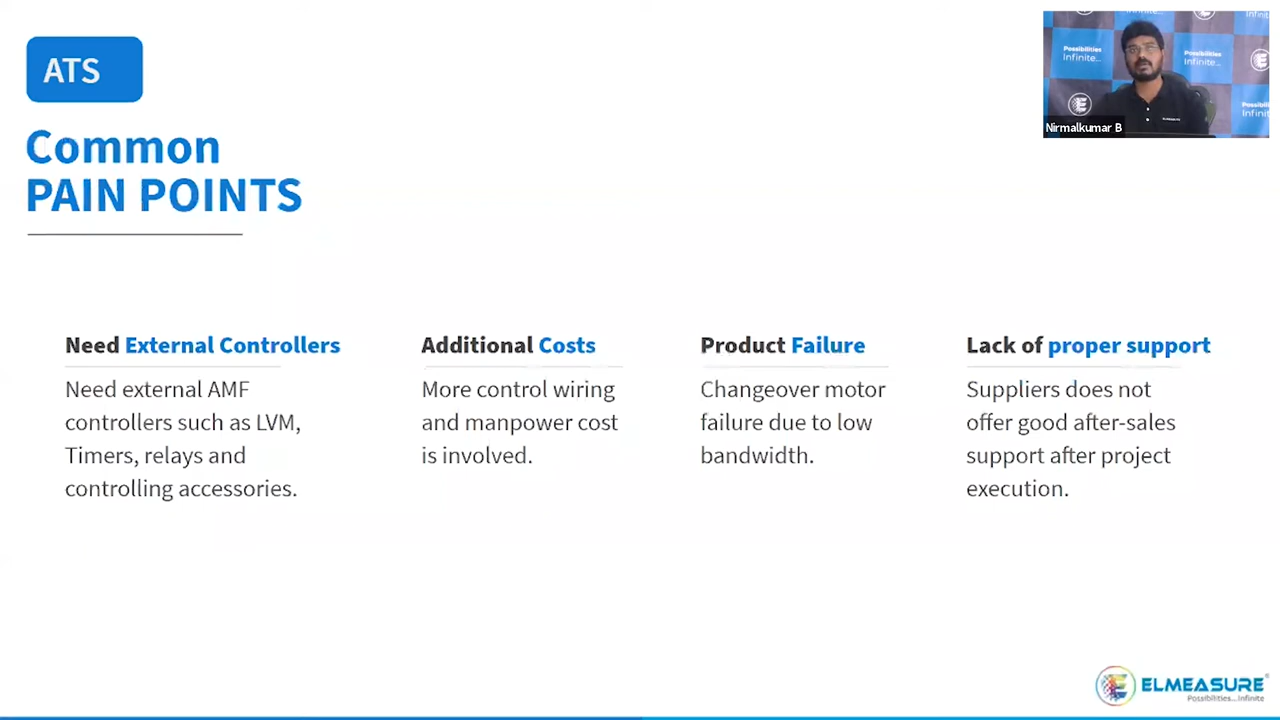 ATS
Common
PAIN POINTS
Possibilities
Infinite...
Possibilities
Infinite...
Nirmalkumar B
Need External Controllers
Need external AMF
controllers such as LVM,
Timers, relays and
controlling accessories.
Additional Costs
More control wiring
and manpower cost
is involved.
Product Failure
Changeover motor
failure due to low
bandwidth.
Lack of proper support
Suppliers does not
offer good after-sales
support after project
execution.
ELMEASURE®
Possibilities...Infinite